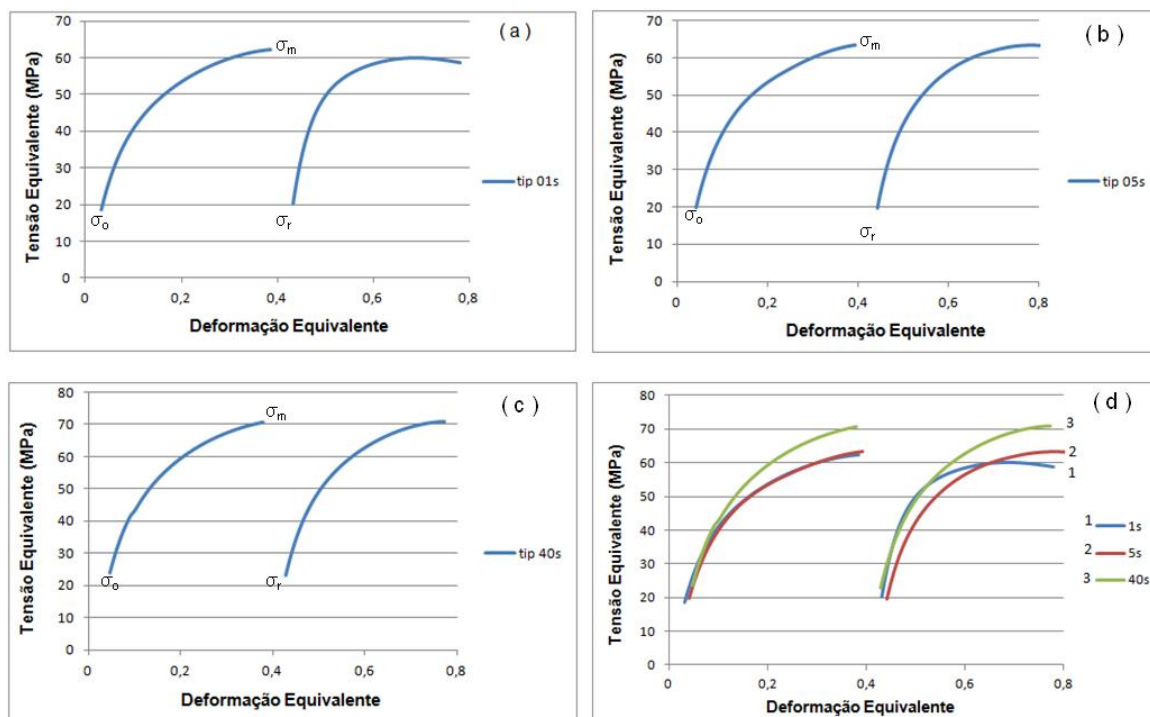 ( a )
70
60
50
40
30
20
10
0
Tensão Equivalente (MPa)
σm
σo
σr
tip 01s
0 0,2 0,4 0,6 0,8
Deformação Equivalente
( b )
70
60
50
40
30
20
10
0
Tensão Equivalente (MPa)
σm
σo
σr
tip 05s
0 0,2 0,4 0,6 0,8
Deformação Equivalente
( c )
80
70
60
50
40
30
20
10
0
Tensão Equivalente (MPa)
σm
σo
σr
tip 40s
0 0,2 0,4 0,6 0,8
Deformação Equivalente
( d )
80
70
60
50
40
30
20
10
0
Tensão Equivalente (MPa)
3
2
1
1 1s
2 5s
3 40s
0 0,2 0,4 0,6 0,8
Deformação Equivalente